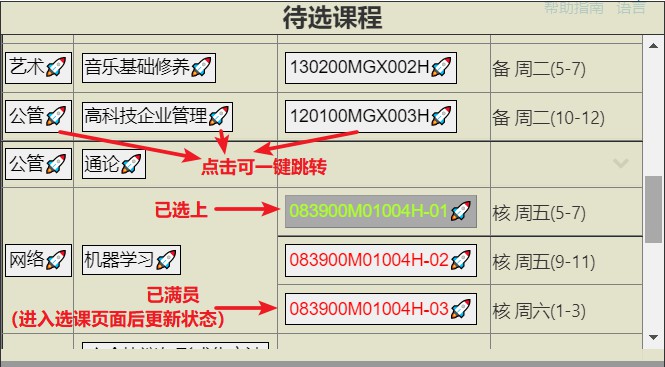 帮助指南 语言
待选课程
艺术 音乐基础修养 130200MGX002H 备 周二(5-7)
公管 高科技企业管理 120100MGX003H 备 周二(10-12)
公管 通论
点击可一键跳转
已选上 083900M01004H-01 核 周五(5-7)
网络 机器学习 083900M01004H-02 核 周五(9-11)
已满员 083900M01004H-03 核 周六(1-3)
(进入选课页面后更新状态)